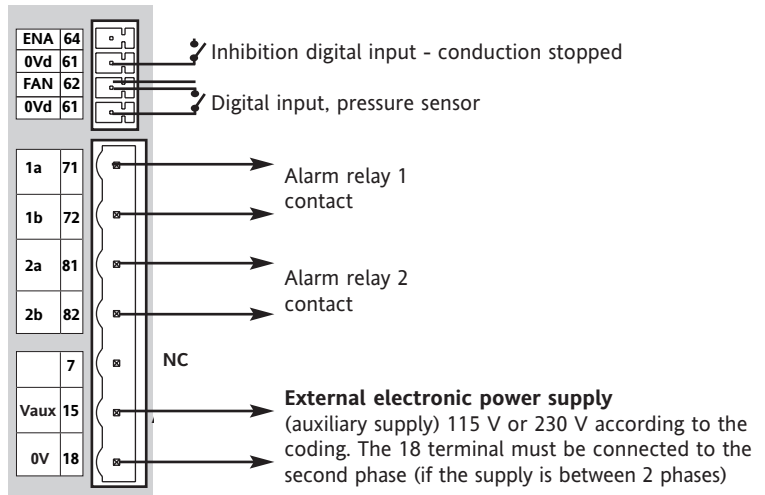 ENA 64
0Vd 61
FAN 62
0Vd 61
Inhibition digital input - conduction stopped
Digital input, pressure sensor
1a 71
1b 72
2a 81
2b 82
7
Vaux 15
0V 18
Alarm relay 1
contact
Alarm relay 2
contact
NC
External electronic power supply
(auxiliary supply) 115 V or 230 V according to the
coding. The 18 terminal must be connected to the
second phase (if the supply is between 2 phases)